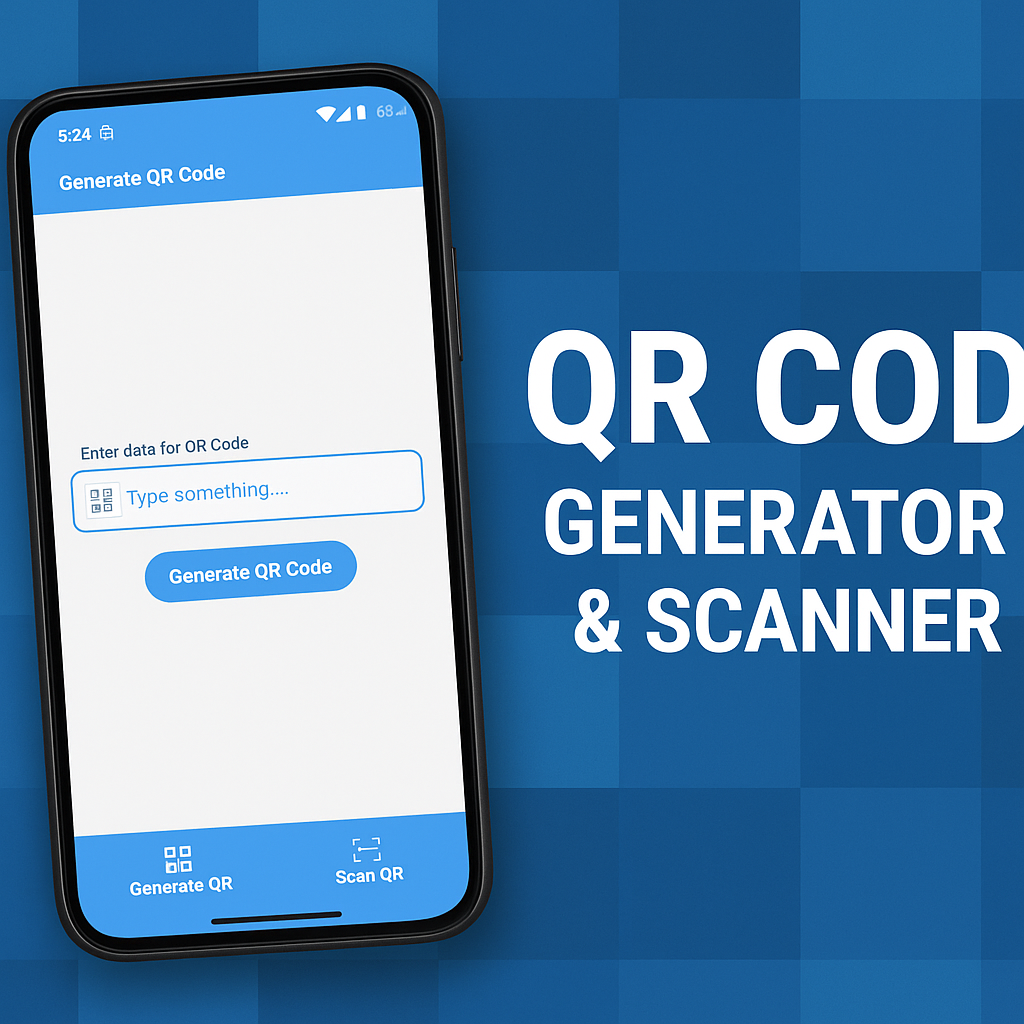 5:24
68
Generate QR Code
Enter data for OR Code
Type something....
Generate QR Code
Generate QR
Scan QR
QR COD
GENERATOR
& SCANNER